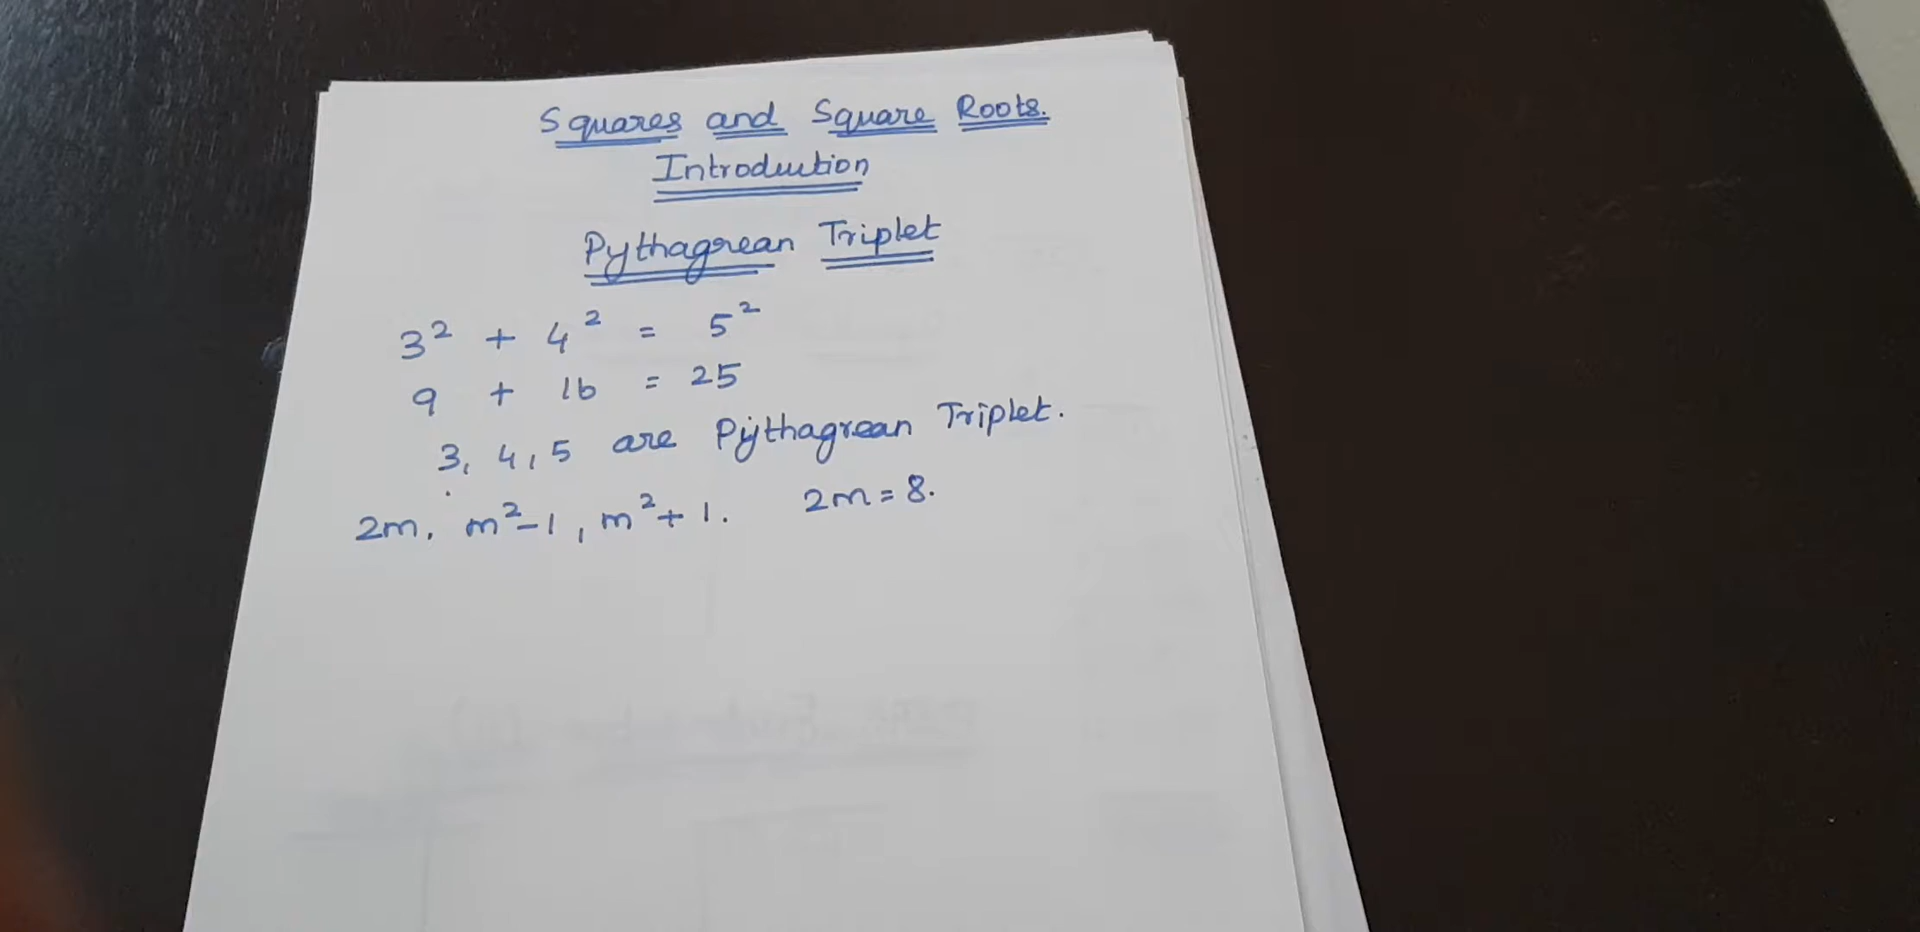 Squares and Square Roots.
Introduction
Pythagrean Triplet
3² + 4² = 5²
9 + 16 = 25
3, 4, 5 are Pythagrean Triplet.
2m, m²-1, m²+1. 2m = 8.